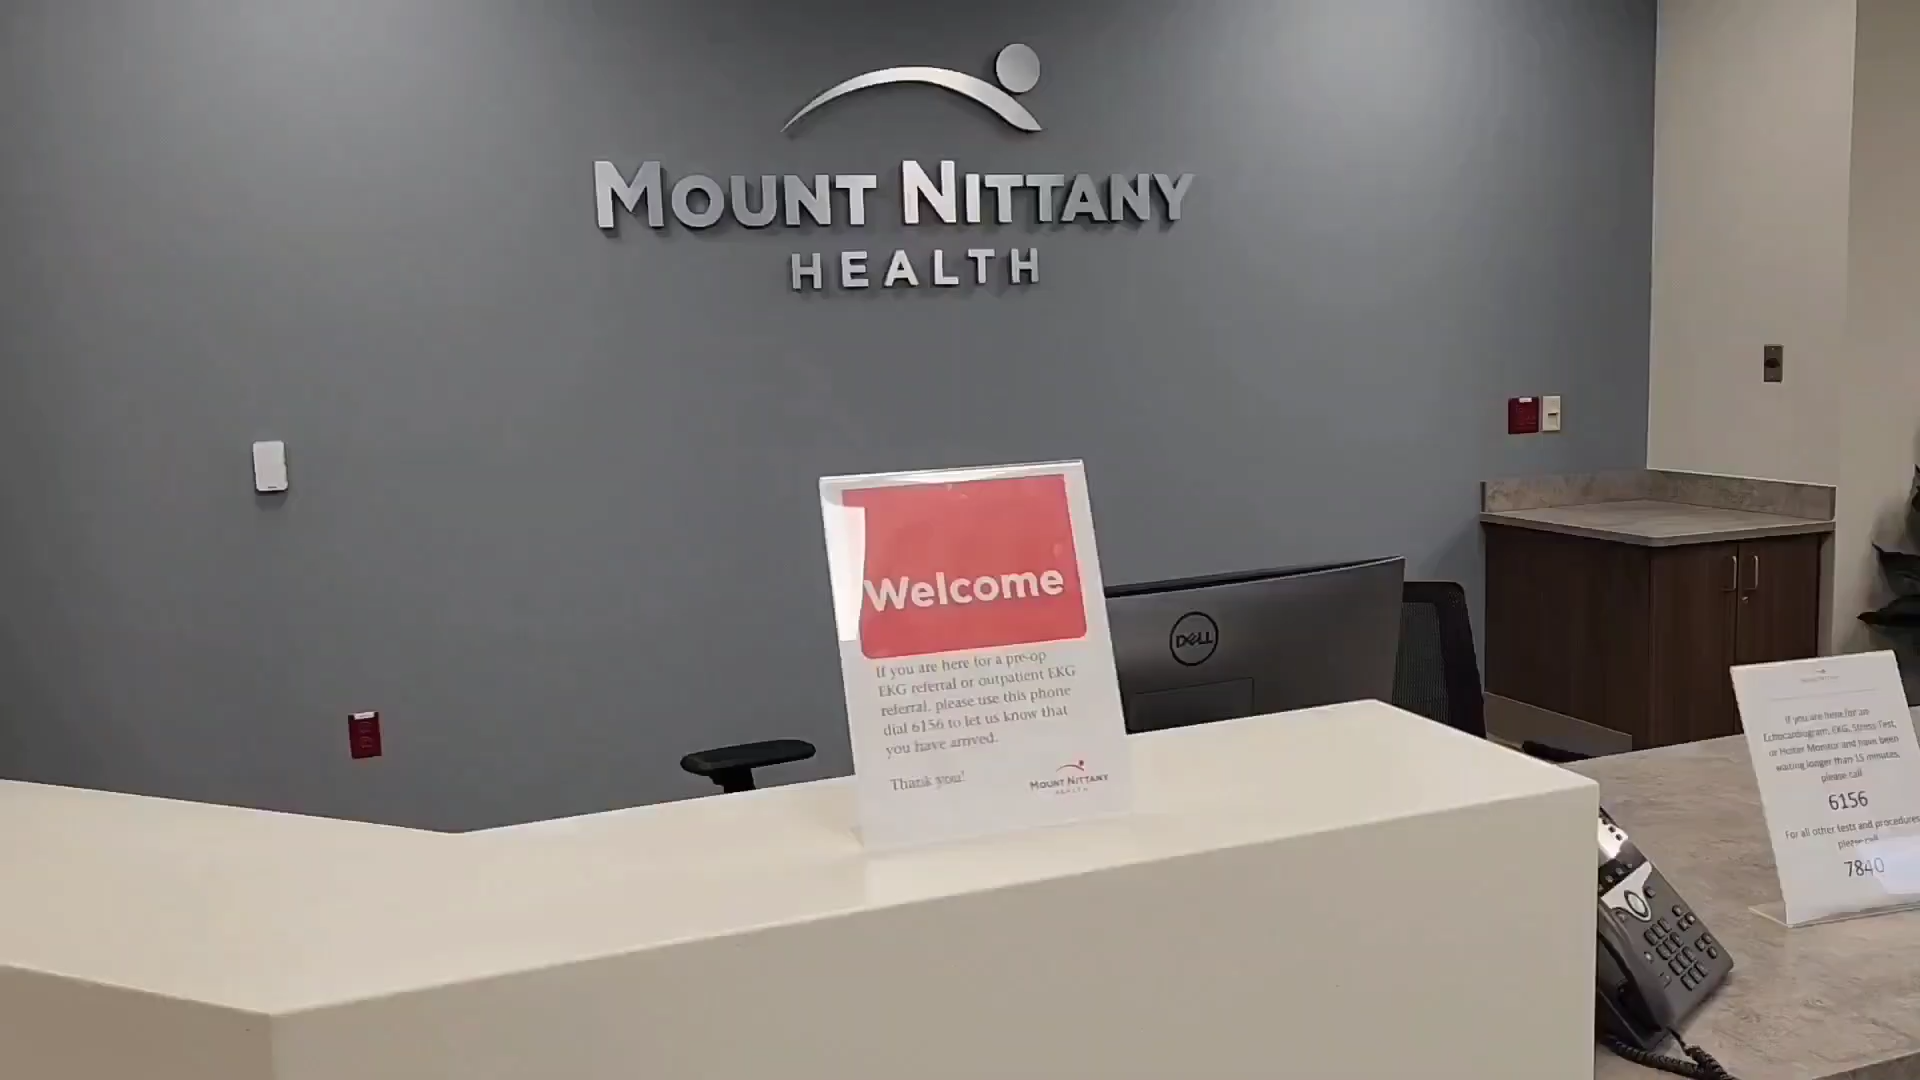 MOUNT NITTANY
HEALTH
Welcome
If you are here for a pre-op
EKG referral or outpatient EKG
referral, please use this phone
dial 6156 to let us know that
you have arrived.
Thank you!
MOUNT NITTANY
HEALTH
DELL
If you are here for an
Echocardiogram, EKG, Stress Test,
or Holter Monitor and have been
waiting longer than 15 minutes,
please call
6156
For all other tests and procedures
please call
7840